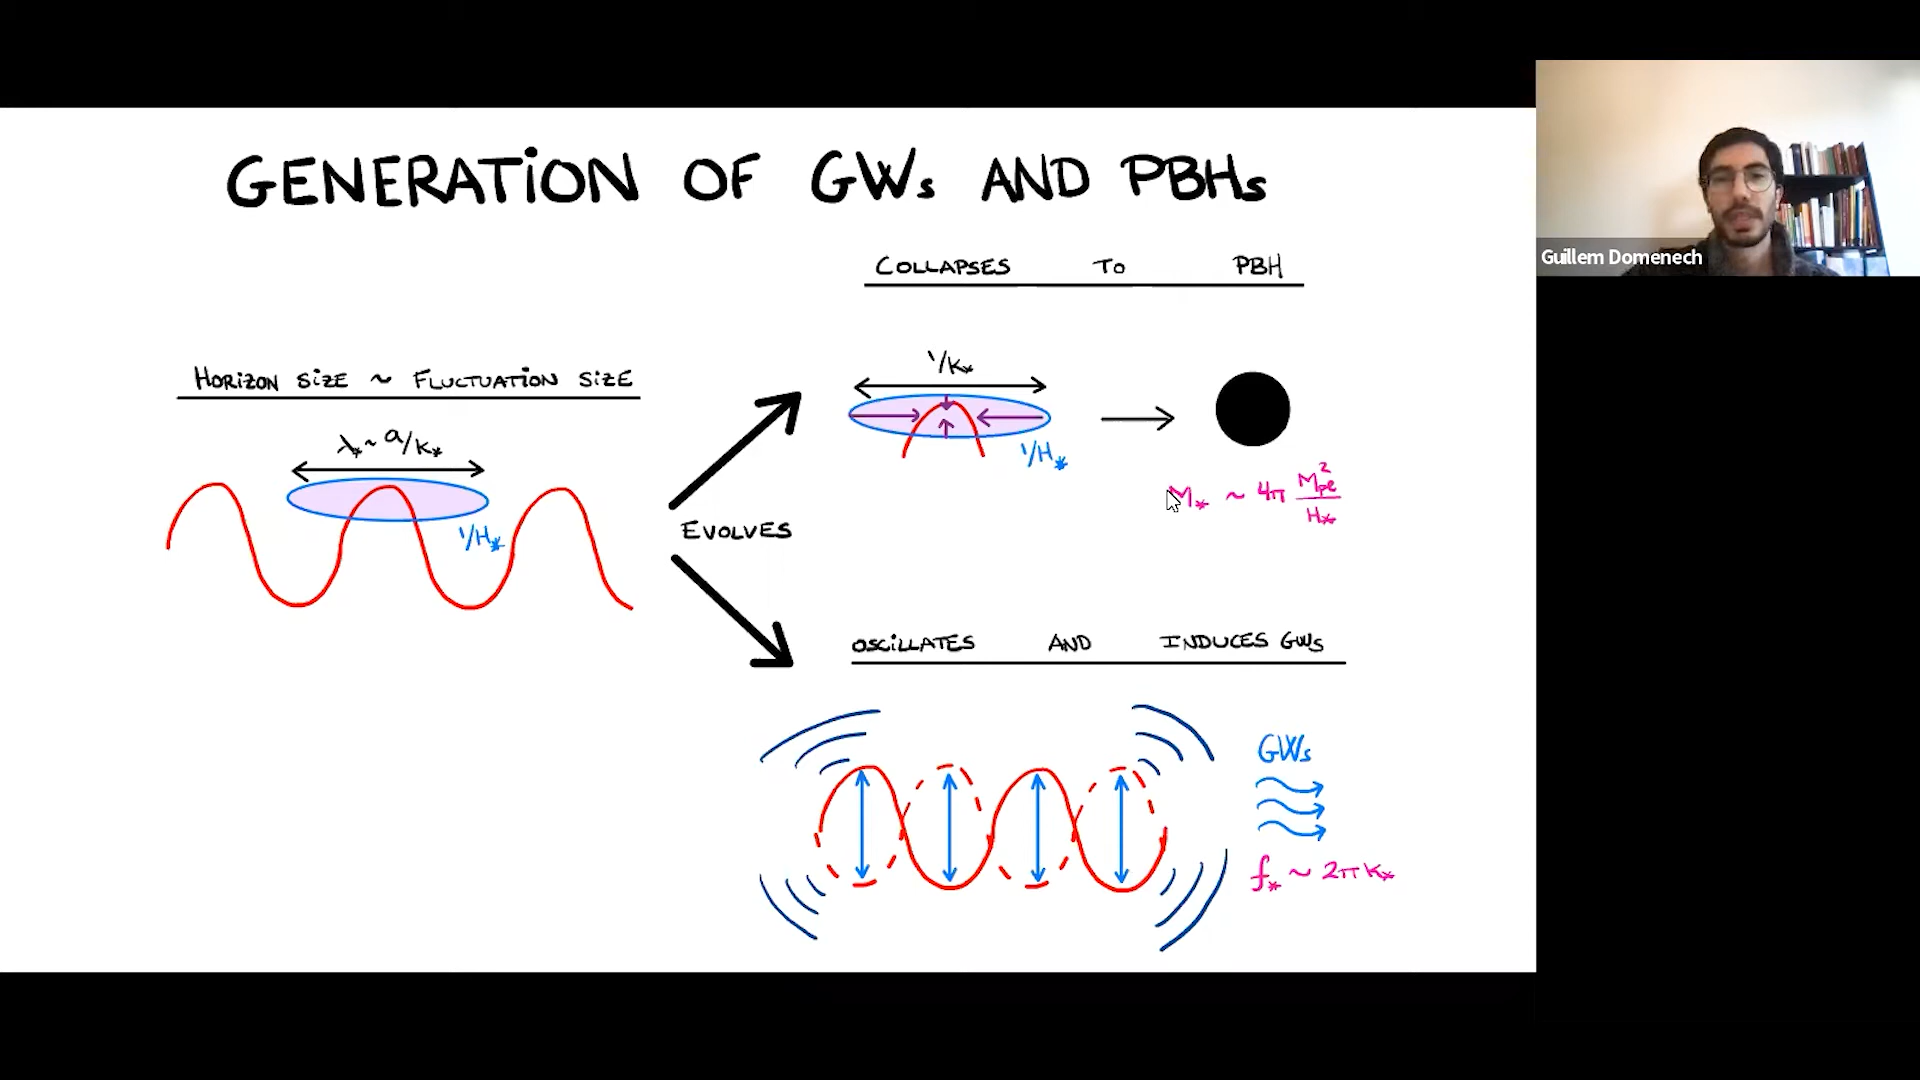 GENERATION OF GWs AND PBHs
HORIZON SIZE ~ FLUCTUATION SIZE
λ* ~ a/k*
1/H*
EVOLVES
COLLAPSES TO PBH
1/k*
1/H*
M* ~ 4π Mpl²/H*
OSCILLATES AND INDUCES GWs
GWs
f* ~ 2πk*
Guillem Domenech